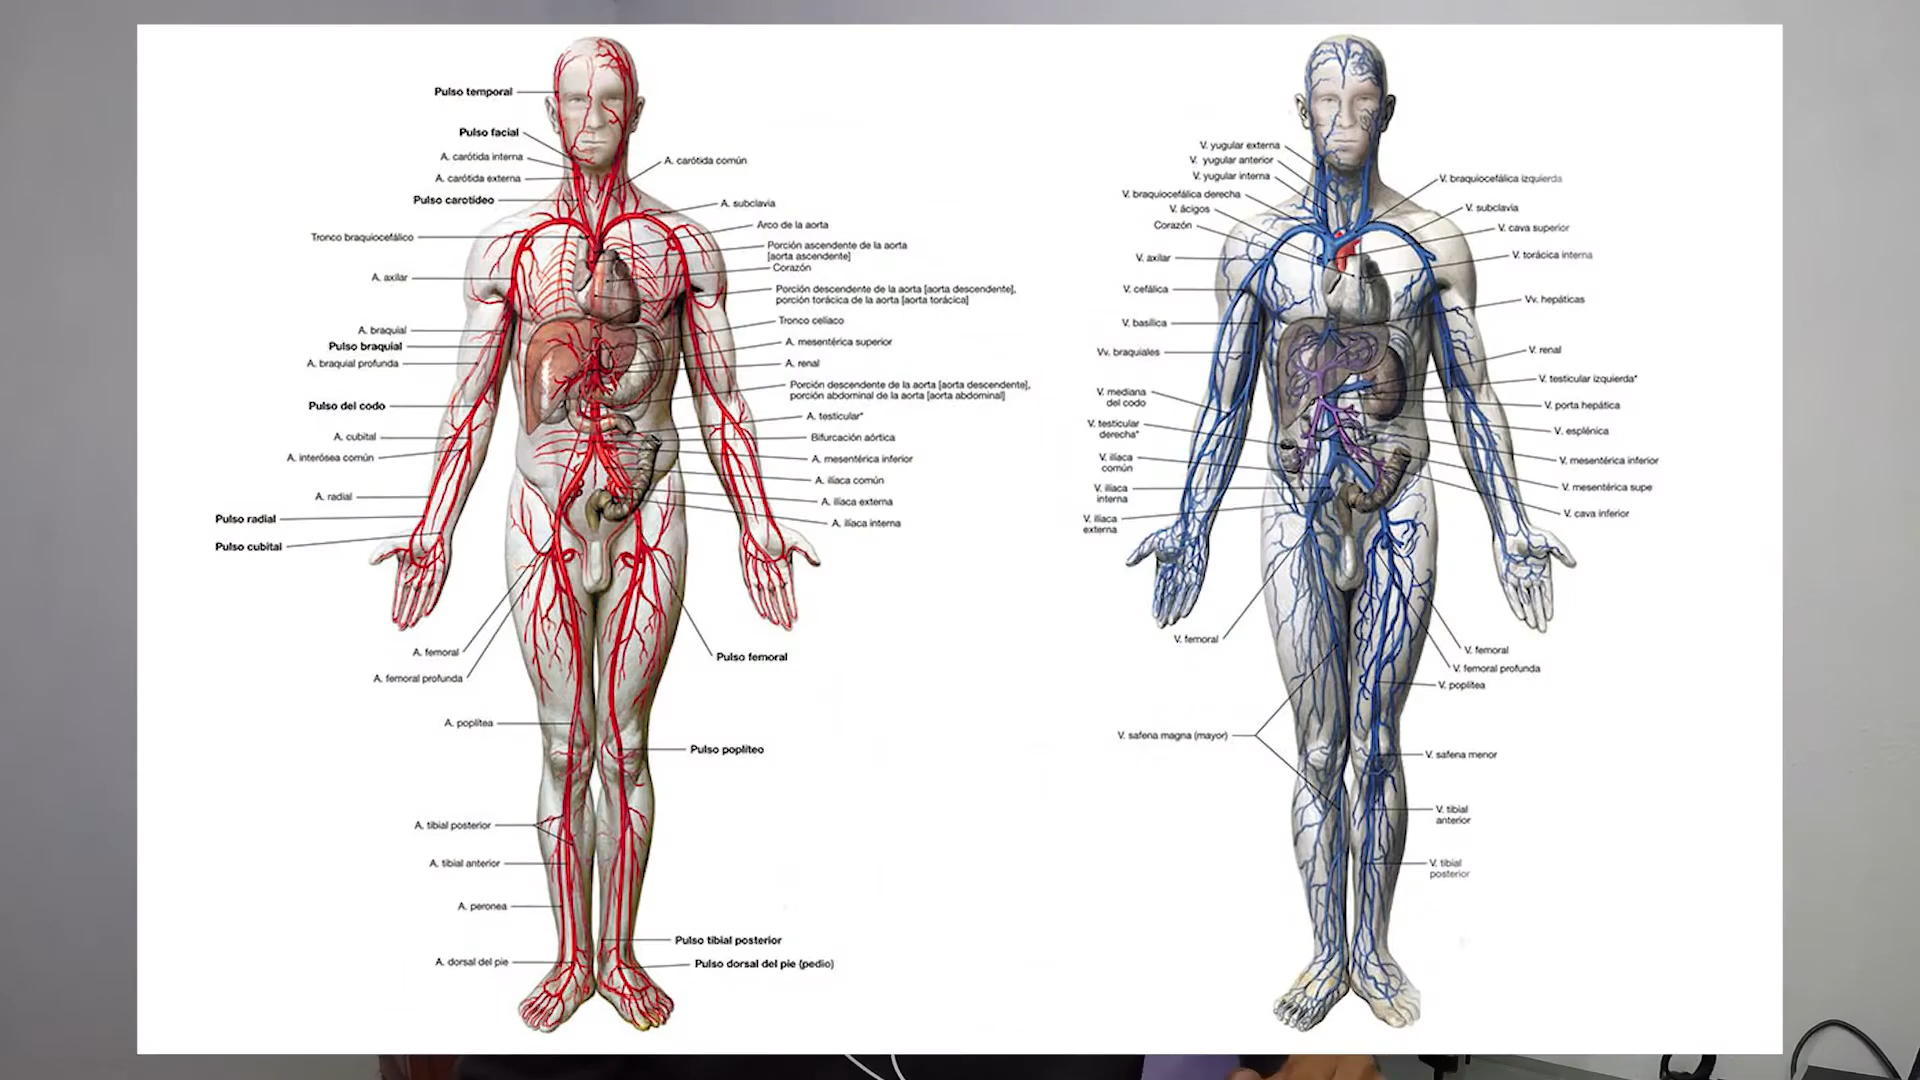 Pulso temporal
Pulso facial
A. carótida interna
A. carótida externa
Pulso carotídeo
Tronco braquiocefálico
A. axilar
A. braquial
Pulso braquial
A. braquial profunda
Pulso del codo
A. cubital
A. interósea común
A. radial
Pulso radial
Pulso cubital
A. femoral
A. femoral profunda
A. poplítea
A. tibial posterior
A. tibial anterior
A. peronea
A. dorsal del pie
A. carótida común
A. subclavia
Arco de la aorta
Porción ascendente de la aorta
[aorta ascendente]
Corazón
Porción descendente de la aorta [aorta descendente],
porción torácica de la aorta [aorta torácica]
Tronco celíaco
A. mesentérica superior
A. renal
Porción descendente de la aorta [aorta descendente],
porción abdominal de la aorta [aorta abdominal]
A. testicular*
Bifurcación aórtica
A. mesentérica inferior
A. ilíaca común
A. ilíaca externa
A. ilíaca interna
Pulso femoral
Pulso poplíteo
Pulso tibial posterior
Pulso dorsal del pie (pedio)
V. yugular externa
V. yugular anterior
V. yugular interna
V. braquiocefálica derecha
V. ácigos
Corazón
V. axilar
V. cefálica
V. basílica
Vv. braquiales
V. mediana
del codo
V. testicular
derecha*
V. ilíaca
común
V. ilíaca
interna
V. ilíaca
externa
V. femoral
V. safena magna (mayor)
V. braquiocefálica izquierda
V. subclavia
V. cava superior
V. torácica interna
Vv. hepáticas
V. renal
V. testicular izquierda*
V. porta hepática
V. esplénica
V. mesentérica inferior
V. mesentérica supe
V. cava inferior
V. femoral
V. femoral profunda
V. poplítea
V. safena menor
V. tibial
anterior
V. tibial
posterior